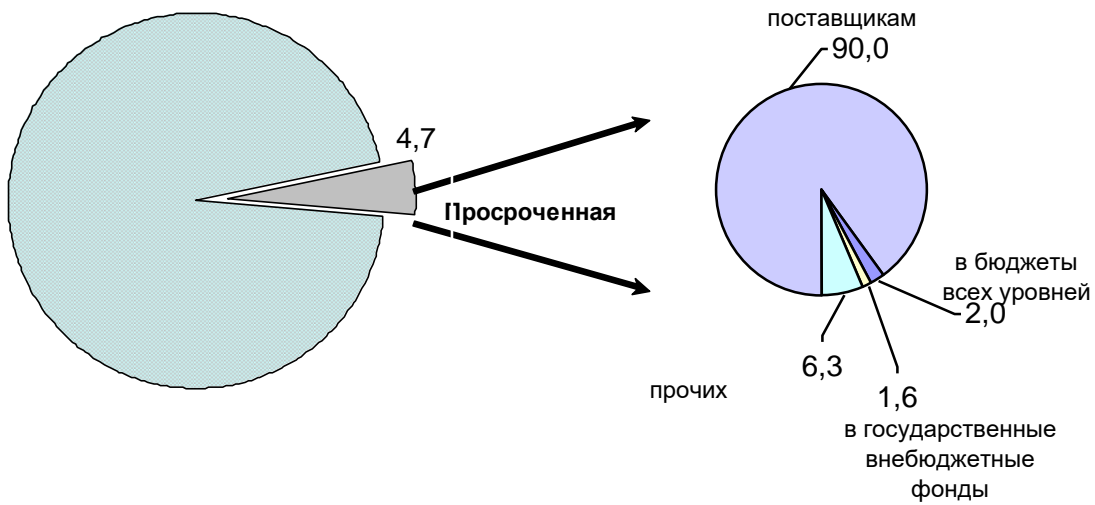 поставщикам
90,0
4,7
Просроченная
в бюджеты
всех уровней
2,0
6,3
прочих
1,6
в государственные
внебюджетные
фонды